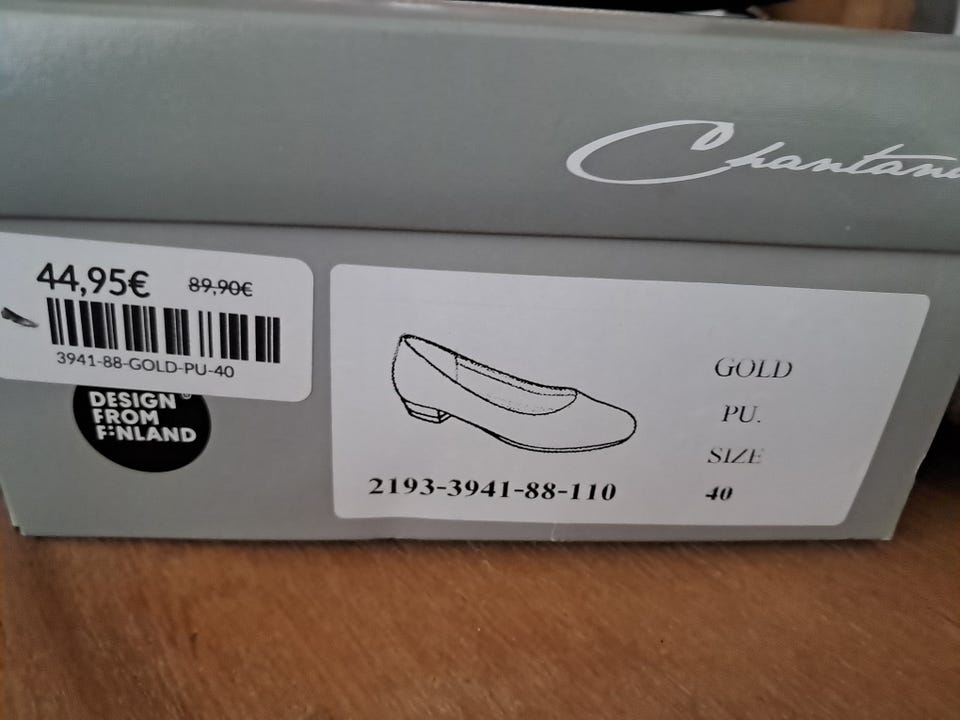 Chantan
44,95€ 89,90€
3941-88-GOLD-PU-40
DESIGN
FROM
FINLAND
GOLD
PU.
SIZE
2193-3941-88-110 40